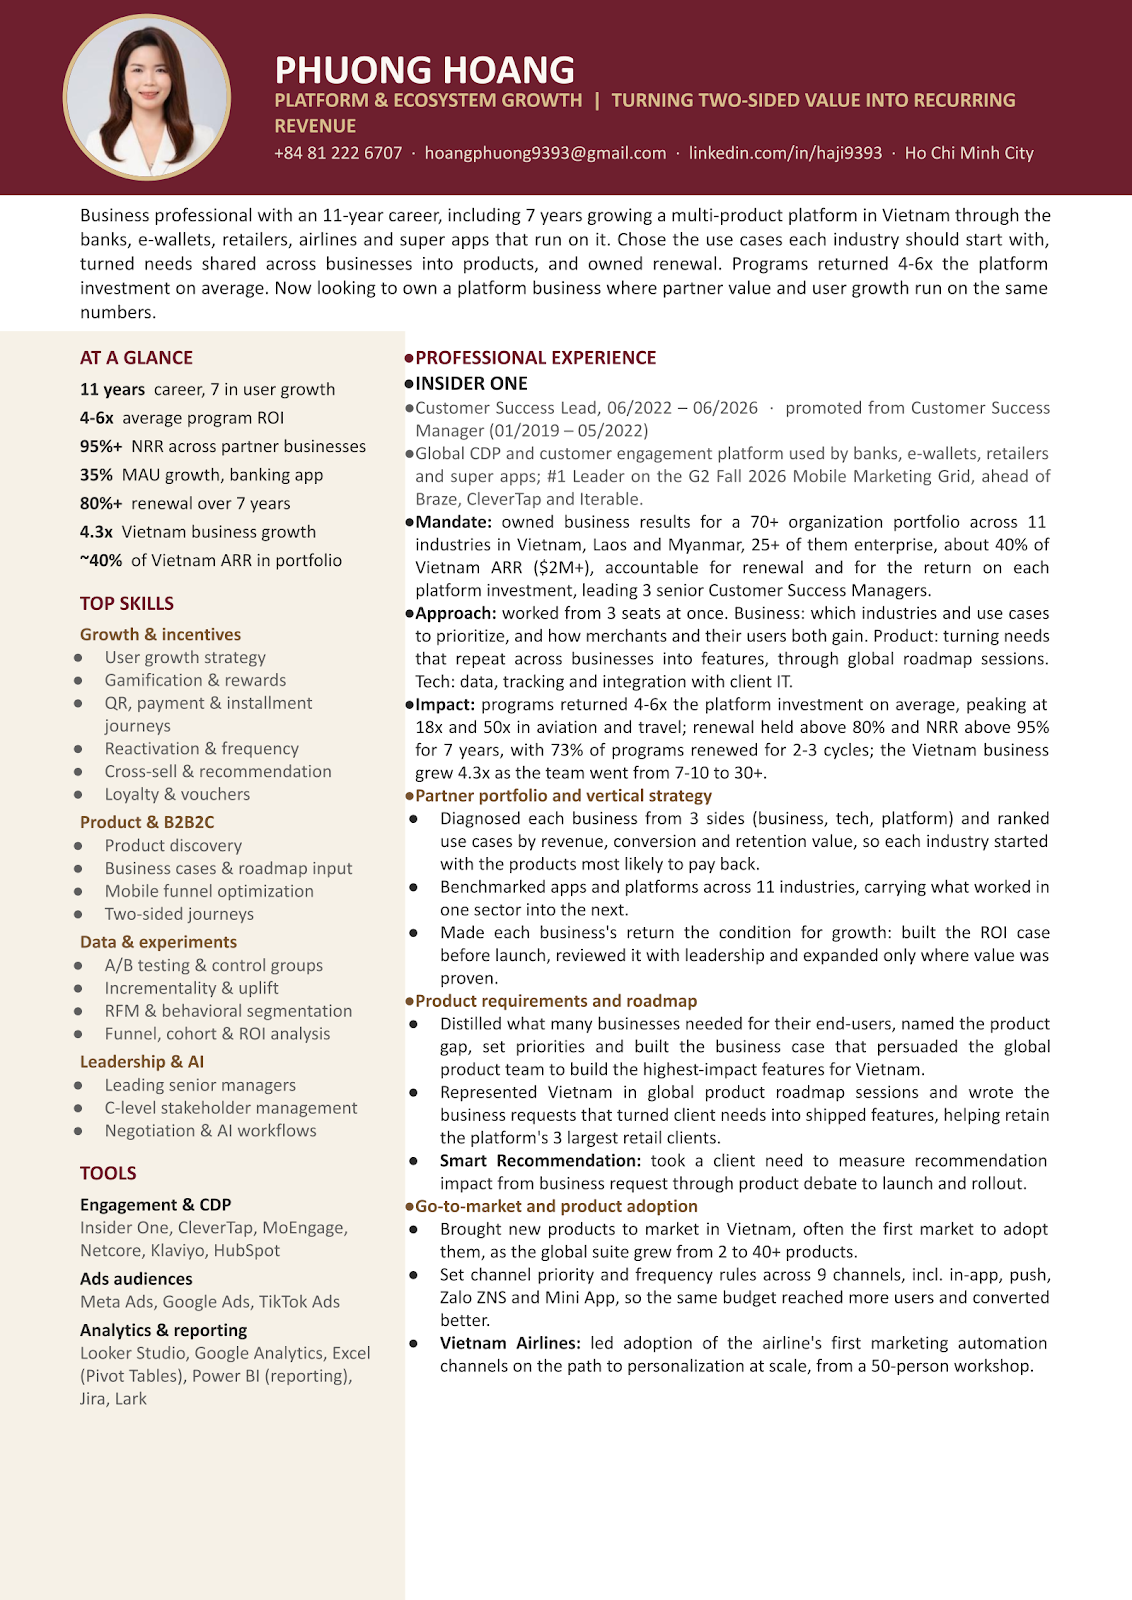 PHUONG HOANG
PLATFORM & ECOSYSTEM GROWTH | TURNING TWO-SIDED VALUE INTO RECURRING
REVENUE
+84 81 222 6707 · hoangphuong9393@gmail.com · linkedin.com/in/haji9393 · Ho Chi Minh City
Business professional with an 11-year career, including 7 years growing a multi-product platform in Vietnam through the
banks, e-wallets, retailers, airlines and super apps that run on it. Chose the use cases each industry should start with,
turned needs shared across businesses into products, and owned renewal. Programs returned 4-6x the platform
investment on average. Now looking to own a platform business where partner value and user growth run on the same
numbers.
AT A GLANCE
11 years career, 7 in user growth
4-6x average program ROI
95%+ NRR across partner businesses
35% MAU growth, banking app
80%+ renewal over 7 years
4.3x Vietnam business growth
~40% of Vietnam ARR in portfolio
TOP SKILLS
Growth & incentives
● User growth strategy
● Gamification & rewards
● QR, payment & installment
journeys
● Reactivation & frequency
● Cross-sell & recommendation
● Loyalty & vouchers
Product & B2B2C
● Product discovery
● Business cases & roadmap input
● Mobile funnel optimization
● Two-sided journeys
Data & experiments
● A/B testing & control groups
● Incrementality & uplift
● RFM & behavioral segmentation
● Funnel, cohort & ROI analysis
Leadership & AI
● Leading senior managers
● C-level stakeholder management
● Negotiation & AI workflows
TOOLS
Engagement & CDP
Insider One, CleverTap, MoEngage,
Netcore, Klaviyo, HubSpot
Ads audiences
Meta Ads, Google Ads, TikTok Ads
Analytics & reporting
Looker Studio, Google Analytics, Excel
(Pivot Tables), Power BI (reporting),
Jira, Lark
●PROFESSIONAL EXPERIENCE
●INSIDER ONE
●Customer Success Lead, 06/2022 – 06/2026 · promoted from Customer Success
Manager (01/2019 – 05/2022)
●Global CDP and customer engagement platform used by banks, e-wallets, retailers
and super apps; #1 Leader on the G2 Fall 2026 Mobile Marketing Grid, ahead of
Braze, CleverTap and Iterable.
●Mandate: owned business results for a 70+ organization portfolio across 11
industries in Vietnam, Laos and Myanmar, 25+ of them enterprise, about 40% of
Vietnam ARR ($2M+), accountable for renewal and for the return on each
platform investment, leading 3 senior Customer Success Managers.
●Approach: worked from 3 seats at once. Business: which industries and use cases
to prioritize, and how merchants and their users both gain. Product: turning needs
that repeat across businesses into features, through global roadmap sessions.
Tech: data, tracking and integration with client IT.
●Impact: programs returned 4-6x the platform investment on average, peaking at
18x and 50x in aviation and travel; renewal held above 80% and NRR above 95%
for 7 years, with 73% of programs renewed for 2-3 cycles; the Vietnam business
grew 4.3x as the team went from 7-10 to 30+.
●Partner portfolio and vertical strategy
● Diagnosed each business from 3 sides (business, tech, platform) and ranked
use cases by revenue, conversion and retention value, so each industry started
with the products most likely to pay back.
● Benchmarked apps and platforms across 11 industries, carrying what worked in
one sector into the next.
● Made each business's return the condition for growth: built the ROI case
before launch, reviewed it with leadership and expanded only where value was
proven.
●Product requirements and roadmap
● Distilled what many businesses needed for their end-users, named the product
gap, set priorities and built the business case that persuaded the global
product team to build the highest-impact features for Vietnam.
● Represented Vietnam in global product roadmap sessions and wrote the
business requests that turned client needs into shipped features, helping retain
the platform's 3 largest retail clients.
● Smart Recommendation: took a client need to measure recommendation
impact from business request through product debate to launch and rollout.
●Go-to-market and product adoption
● Brought new products to market in Vietnam, often the first market to adopt
them, as the global suite grew from 2 to 40+ products.
● Set channel priority and frequency rules across 9 channels, incl. in-app, push,
Zalo ZNS and Mini App, so the same budget reached more users and converted
better.
● Vietnam Airlines: led adoption of the airline's first marketing automation
channels on the path to personalization at scale, from a 50-person workshop.